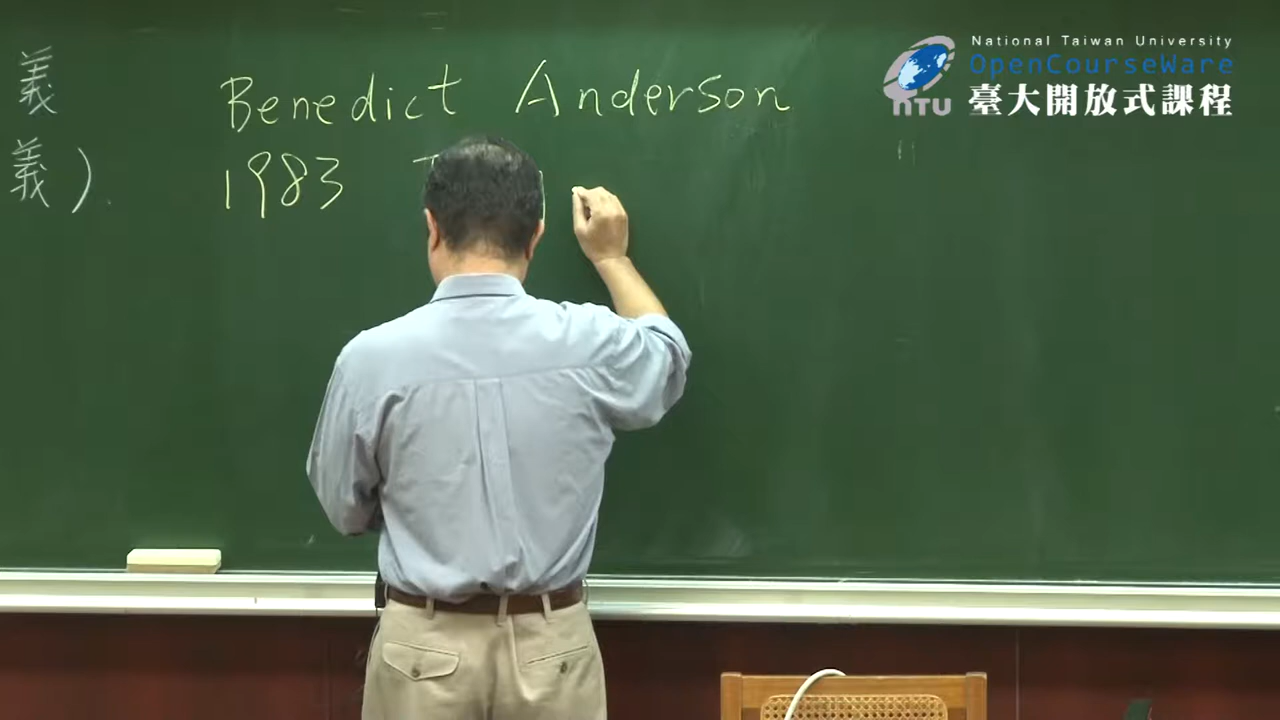 義
義）
Benedict Anderson
1983
National Taiwan University
OpenCourseWare
NTU 臺大開放式課程